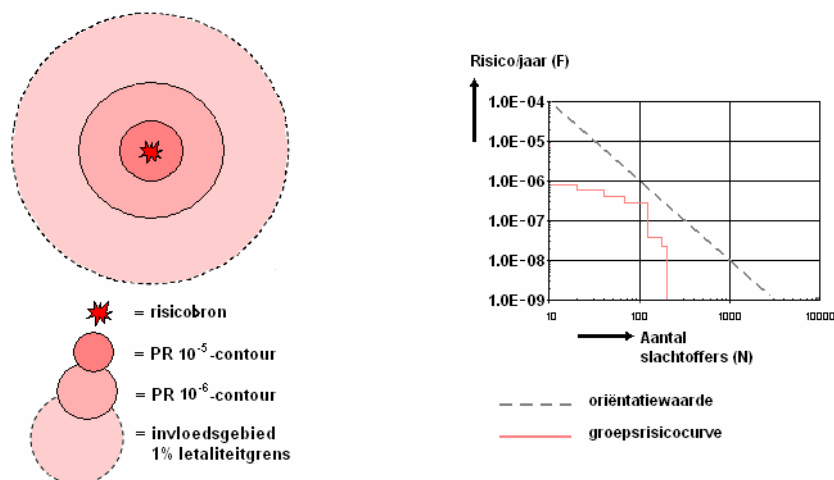 = risicobron
= PR 10⁻⁵-contour
= PR 10⁻⁶-contour
= invloedsgebied
1% letaliteitgrens
Risico/jaar (F)
1.0E-04
1.0E-05
1.0E-06
1.0E-07
1.0E-08
1.0E-09
10
100
1000
10000
Aantal
slachtoffers (N)
oriëntatiewaarde
groepsrisicocurve